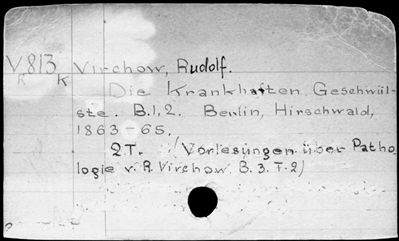 V813 Virchow, Rudolf.
K K Die Krankhaften Geschwül-
ste. B.1,2. Berlin, Hirschwald,
1863-65.
2T. (Vorlesungen über Patho
logie v. R. Virchow. B.3.T.2)